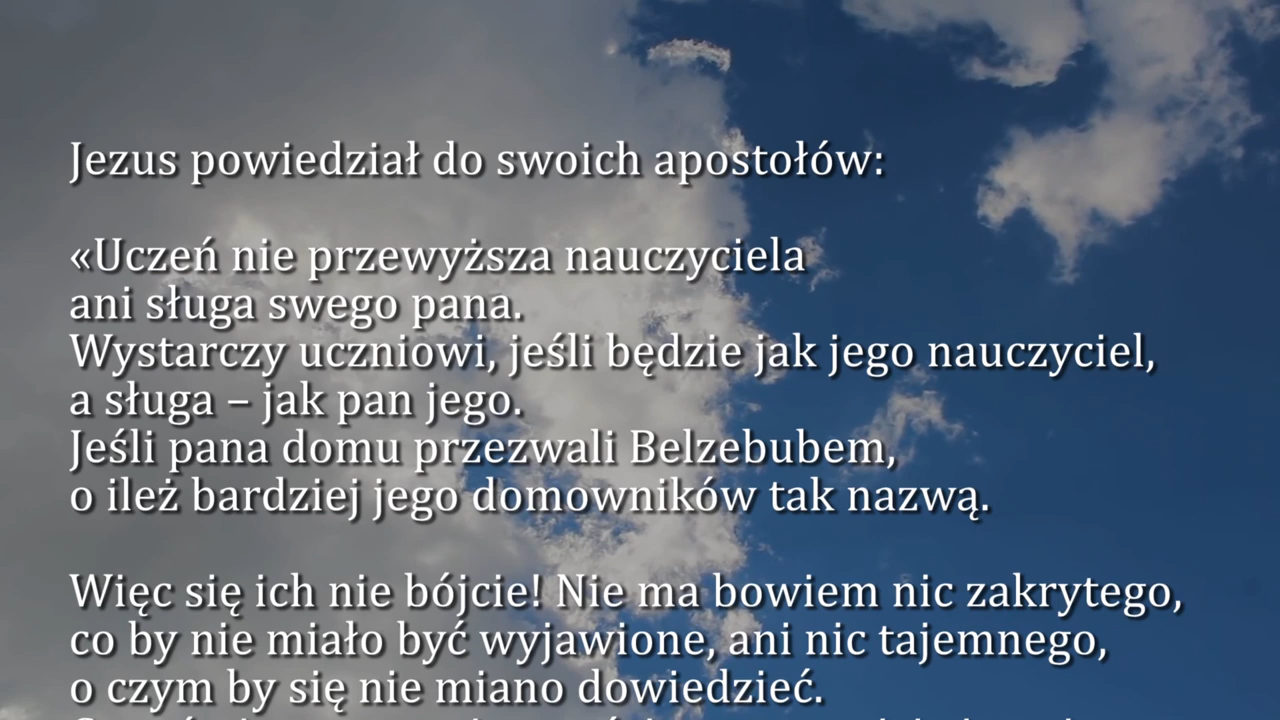 Jezus powiedział do swoich apostołów:
«Uczeń nie przewyższa nauczyciela
ani sługa swego pana.
Wystarczy uczniowi, jeśli będzie jak jego nauczyciel,
a sługa – jak pan jego.
Jeśli pana domu przezwali Belzebubem,
o ileż bardziej jego domowników tak nazwą.
Więc się ich nie bójcie! Nie ma bowiem nic zakrytego,
co by nie miało być wyjawione, ani nic tajemnego,
o czym by się nie miano dowiedzieć.